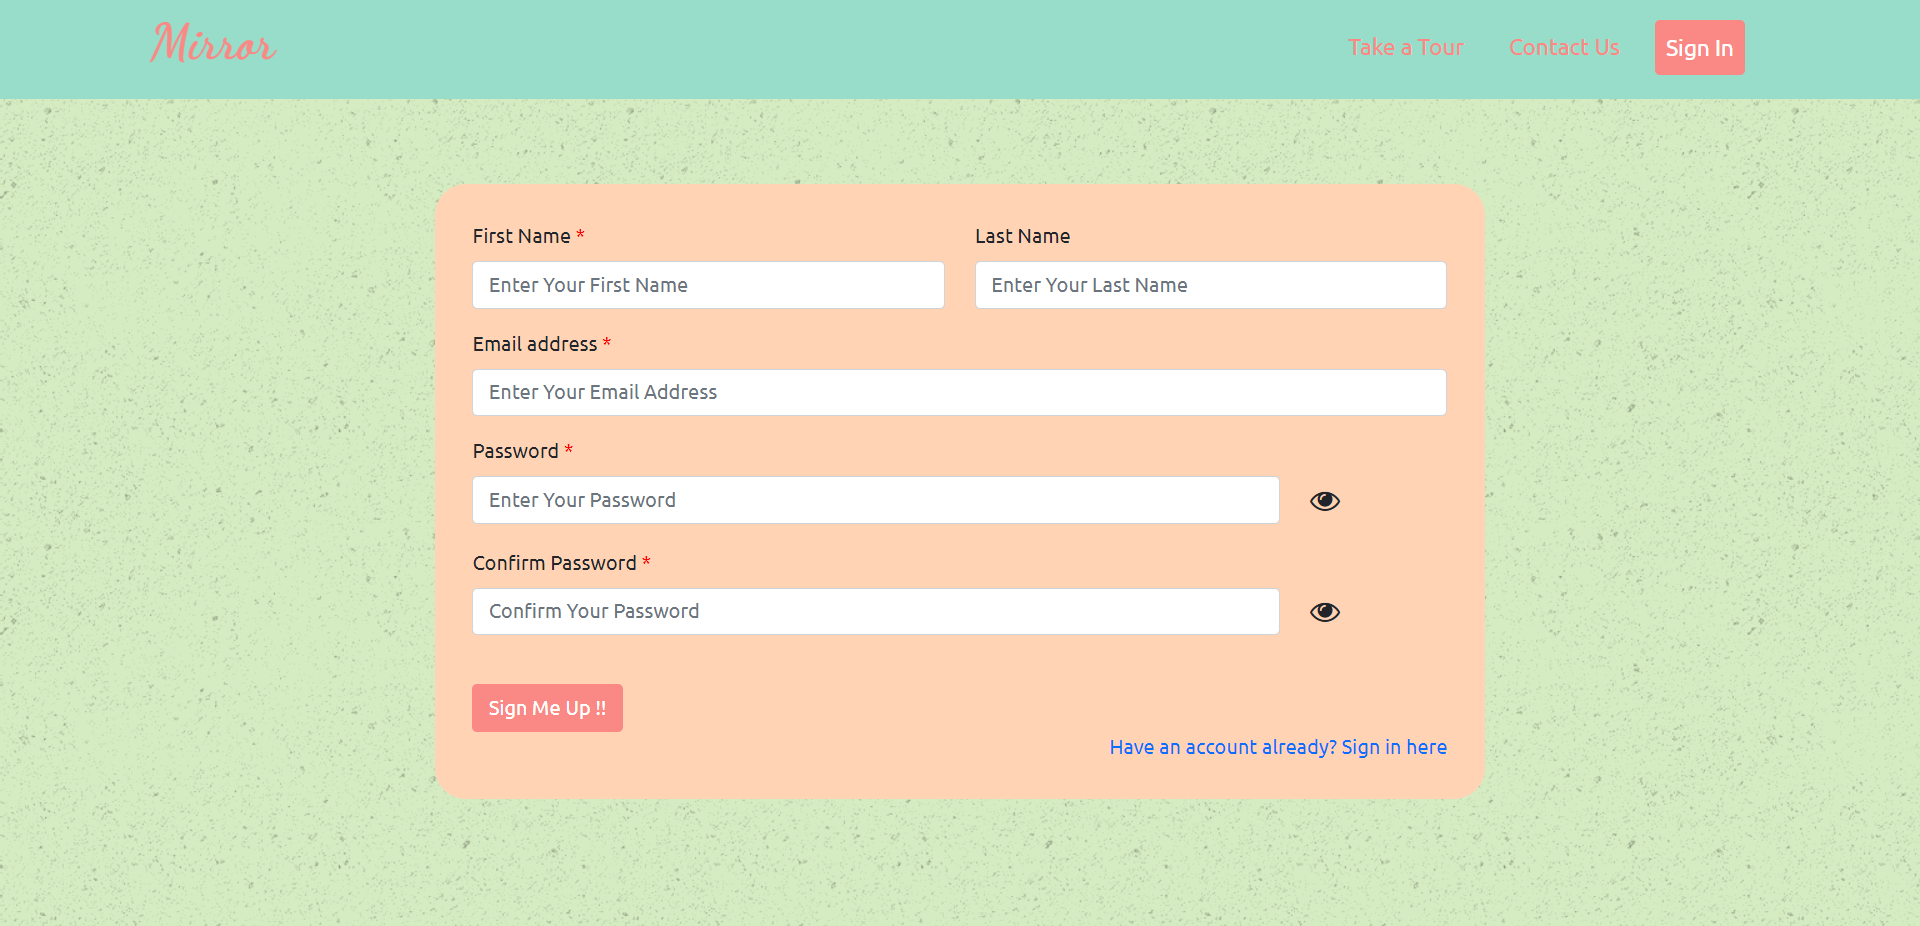 Mirror
Take a Tour Contact Us Sign In
First Name * Last Name
Enter Your First Name Enter Your Last Name
Email address *
Enter Your Email Address
Password *
Enter Your Password
Confirm Password *
Confirm Your Password
Sign Me Up !!
Have an account already? Sign in here